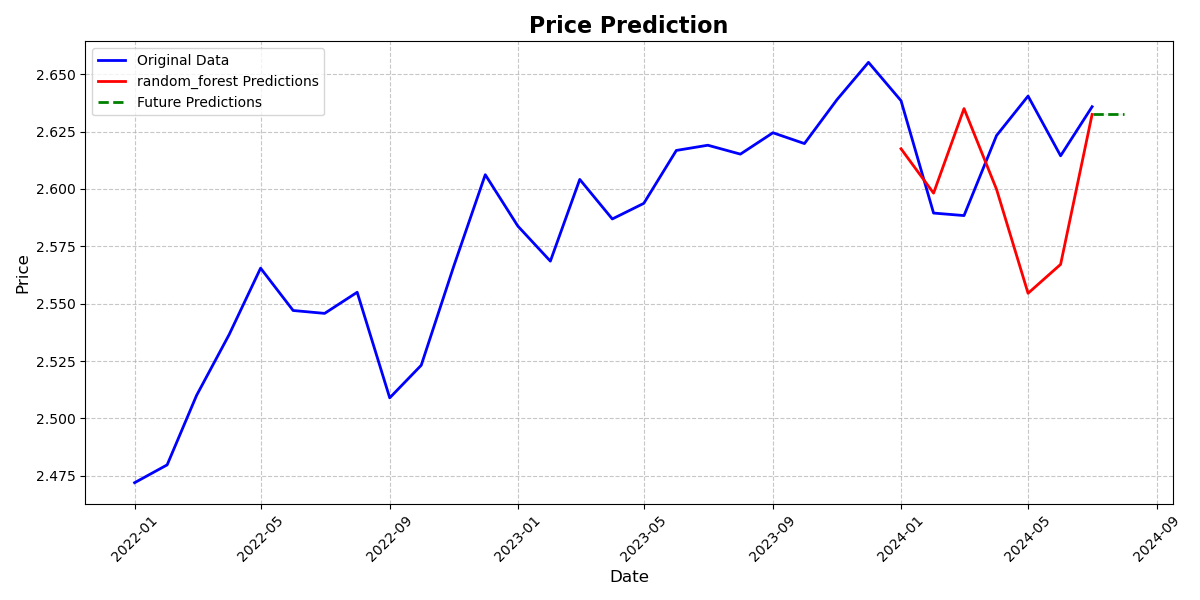 Price Prediction
Original Data
random_forest Predictions
Future Predictions
Price
2.650
2.625
2.600
2.575
2.550
2.525
2.500
2.475
2022-01
2022-05
2022-09
2023-01
2023-05
2023-09
2024-01
2024-05
2024-09
Date